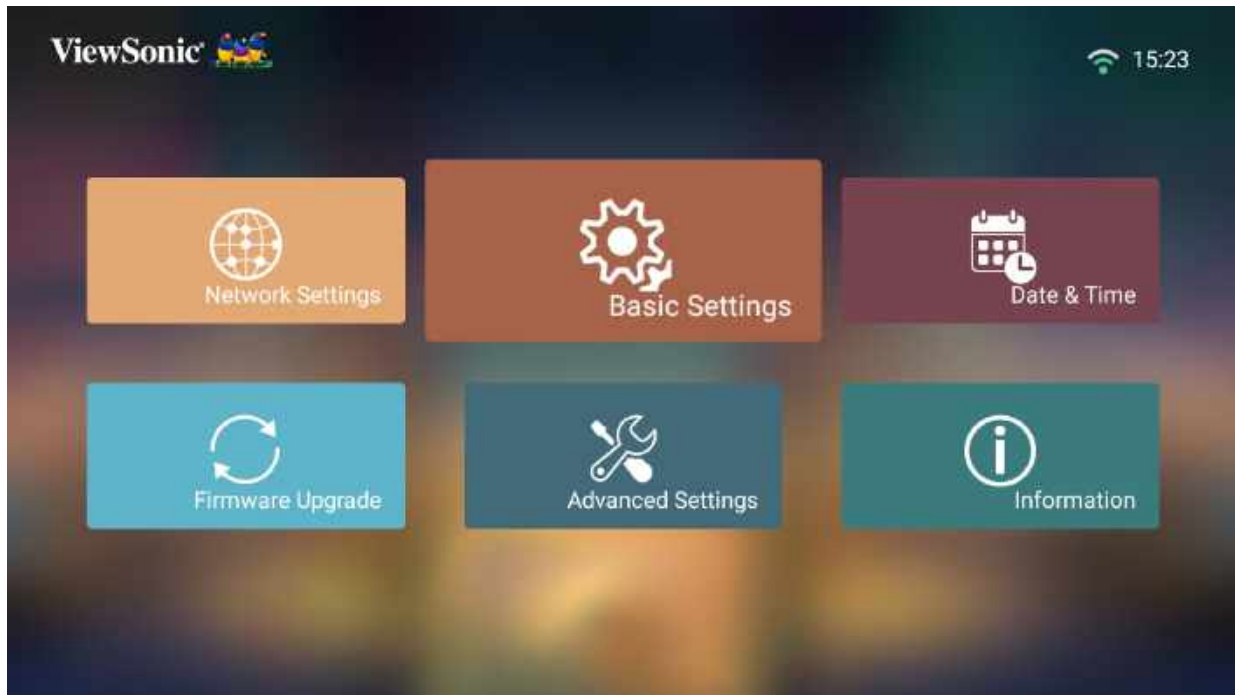 ViewSonic
15:23
Network Settings
Basic Settings
Date & Time
Firmware Upgrade
Advanced Settings
Information